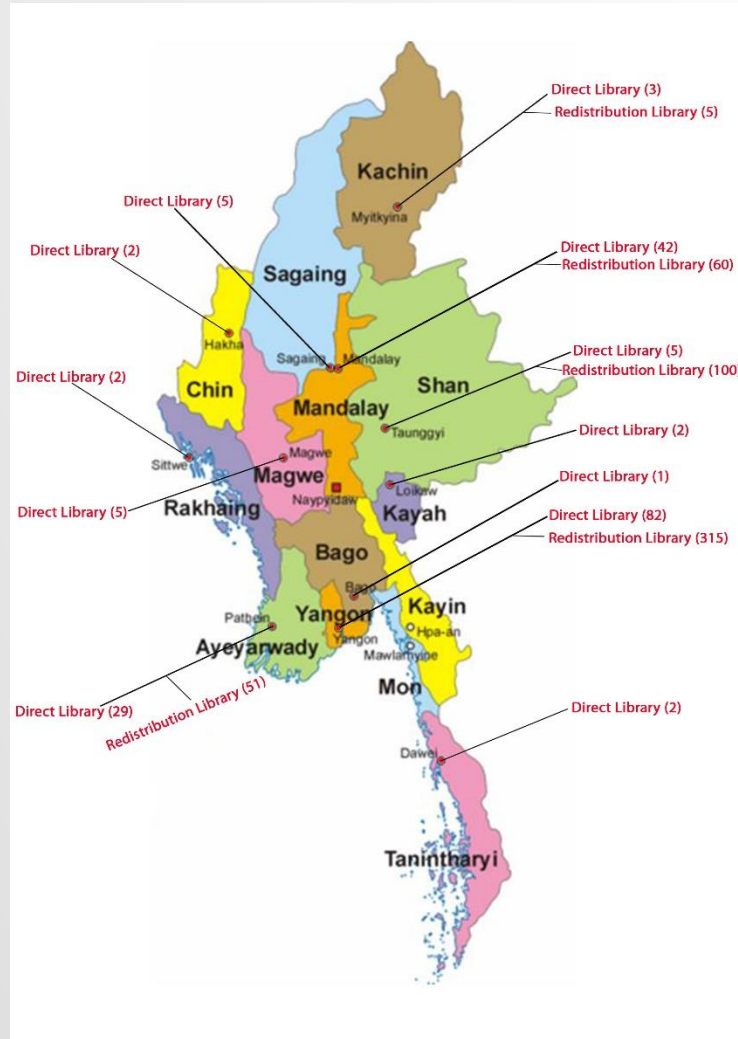 Direct Library (3)
Redistribution Library (5)
Kachin
Myitkyina
Direct Library (5)
Direct Library (2)
Sagaing
Direct Library (42)
Redistribution Library (60)
Hakha
Sagaing
Mandalay
Direct Library (5)
Redistribution Library (100)
Chin
Shan
Direct Library (2)
Mandalay
Taunggyi
Direct Library (2)
Magwe
Sittwe
Magwe
Direct Library (1)
Loikaw
Naypyidaw
Rakhaing
Direct Library (5)
Kayah
Direct Library (82)
Redistribution Library (315)
Bago
Bago
Kayin
Pathein
Yangon
Hpa-an
Yangon
Ayeyarwady
Mawlamyine
Mon
Redistribution Library (51)
Direct Library (29)
Direct Library (2)
Dawei
Tanintharyi